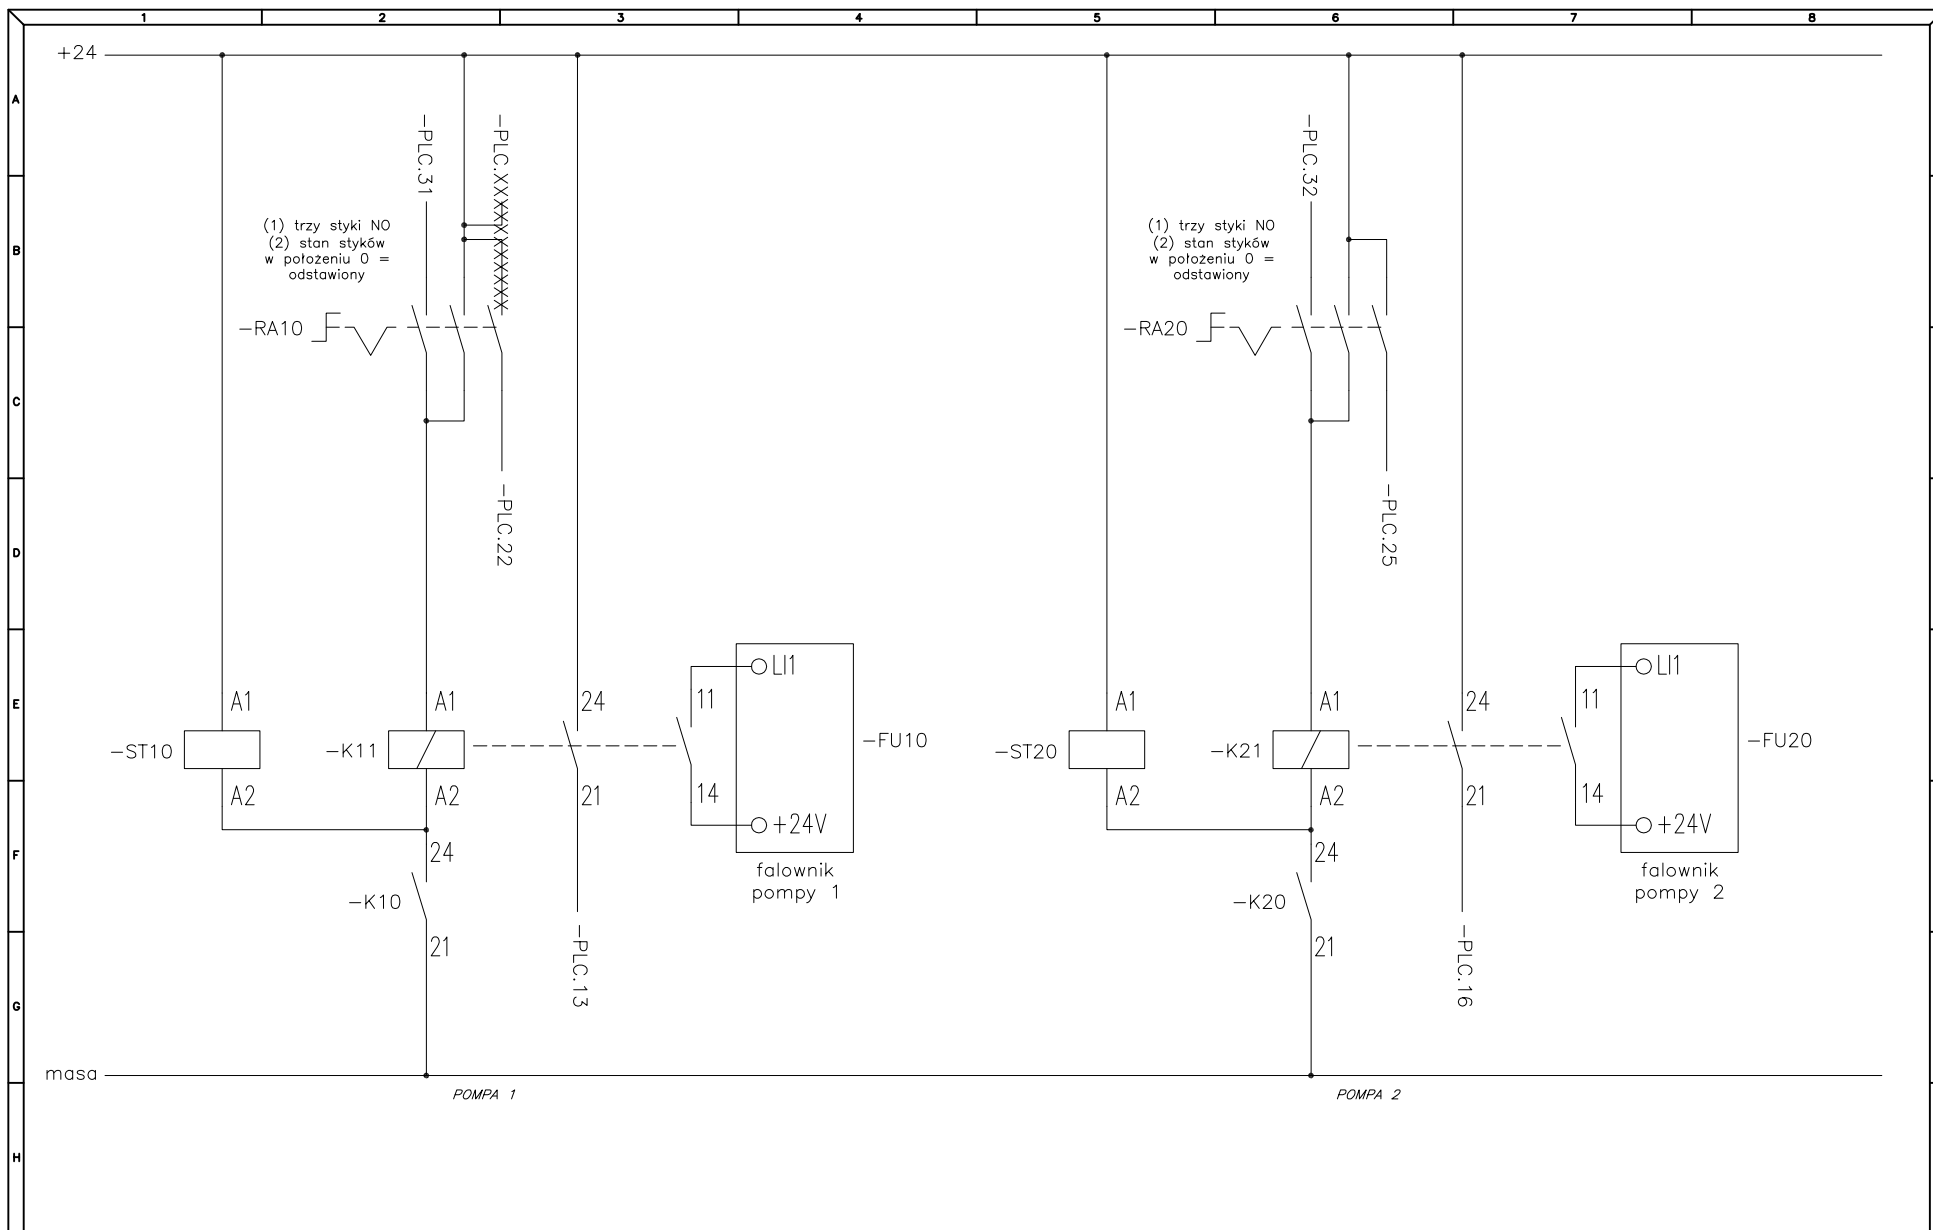 1 2 3 4 5 6 7 8
A
B
C
D
E
F
G
H
+24
-PLC.31
-PLC.XX
(1) trzy styki NO
(2) stan styków
w położeniu 0 =
odstawiony
-RA10
-PLC.22
A1
-ST10
A2
A1
-K11
A2
24
21
11
14
LI1
+24V
-FU10
falownik
pompy 1
24
-K10
21
-PLC.13
POMPA 1
-PLC.32
(1) trzy styki NO
(2) stan styków
w położeniu 0 =
odstawiony
-RA20
-PLC.25
A1
-ST20
A2
A1
-K21
A2
24
21
11
14
LI1
+24V
-FU20
falownik
pompy 2
24
-K20
21
-PLC.16
masa
POMPA 2